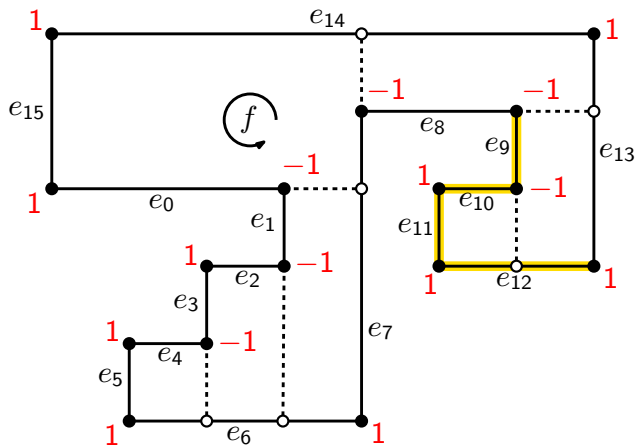 1 e₁₄ 1
−1 −1
e₁₅ f e₈ e₉ e₁₃
1 e₀ −1 1 e₁₀ −1
e₁ e₁₁
1 e₂ −1 1 e₁₂ 1
e₃
1 e₄ −1 e₇
e₅
1 e₆ 1